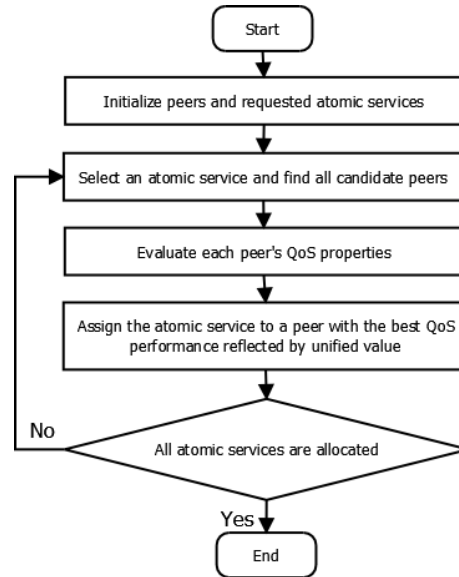 Start
Initialize peers and requested atomic services
Select an atomic service and find all candidate peers
Evaluate each peer's QoS properties
Assign the atomic service to a peer with the best QoS
performance reflected by unified value
No
All atomic services are allocated
Yes
End